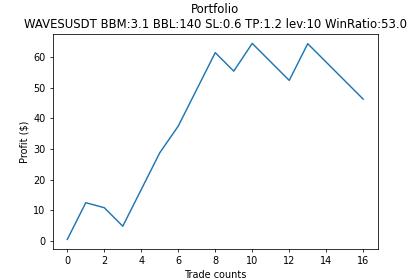 Portfolio
WAVESUSDT BBM:3.1 BBL:140 SL:0.6 TP:1.2 lev:10 WinRatio:53.0
Profit ($)
60
50
40
30
20
10
0
0 2 4 6 8 10 12 14 16
Trade counts